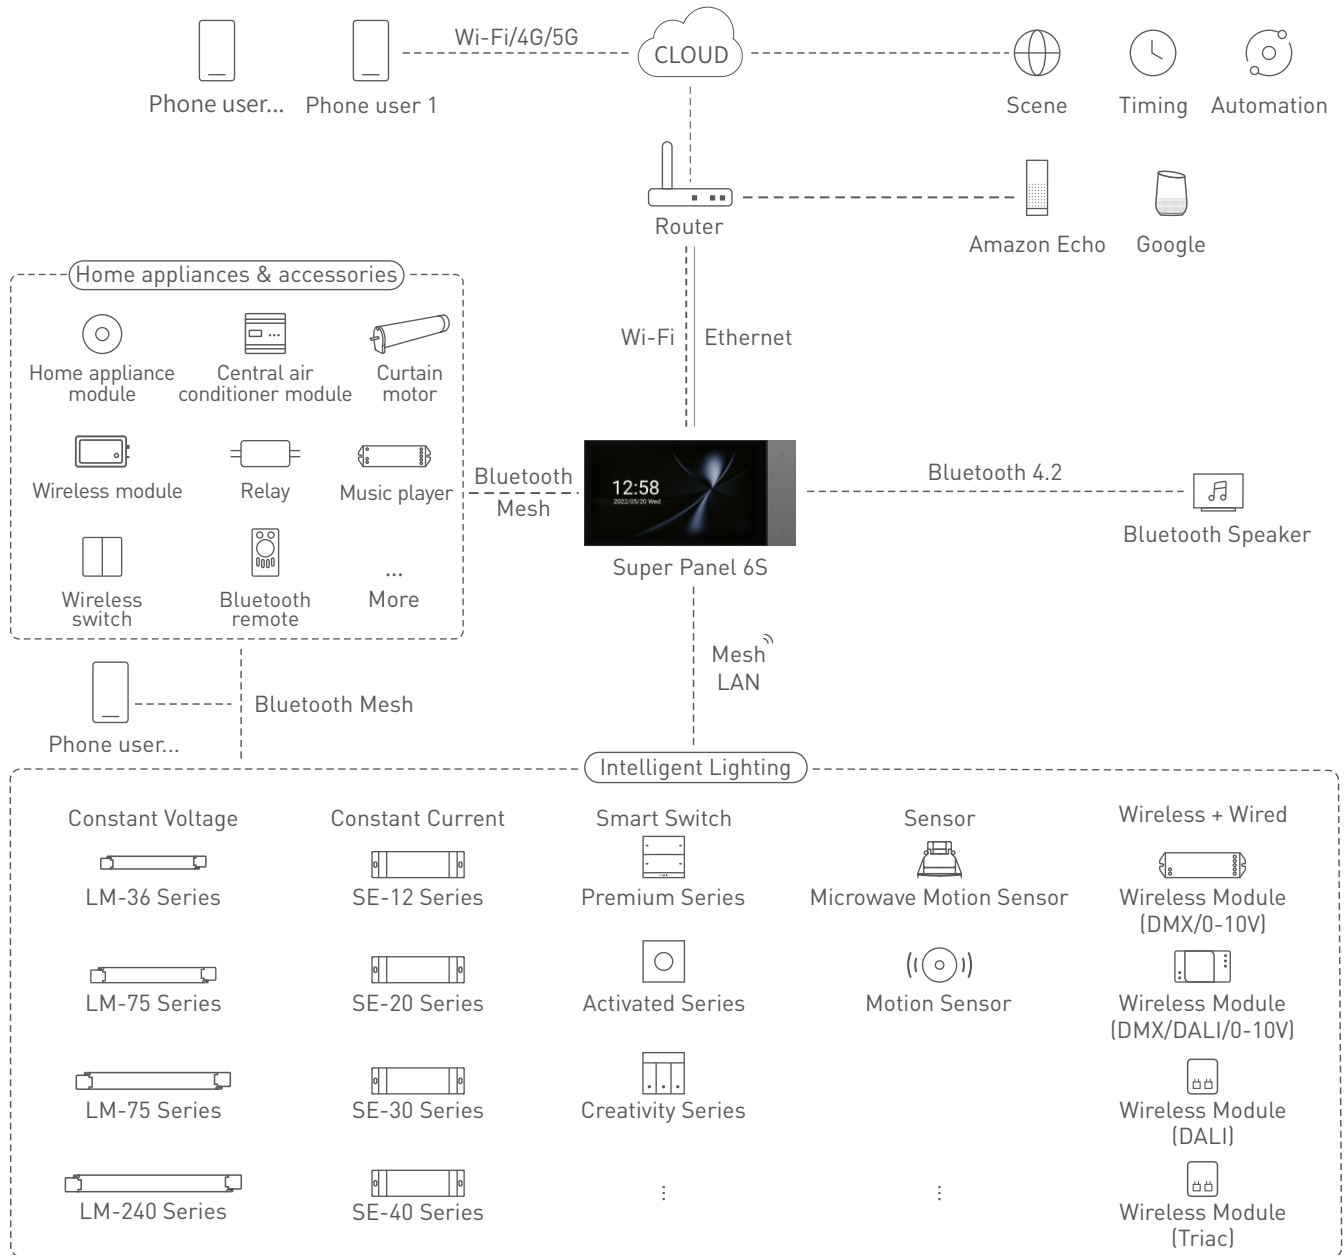 Wi-Fi/4G/5G
CLOUD
Phone user...
Phone user 1
Scene
Timing
Automation
Router
Amazon Echo
Google
Home appliances & accessories
Wi-Fi
Ethernet
Home appliance
module
Central air
conditioner module
Curtain
motor
Wireless module
Relay
Music player
Wireless
switch
Bluetooth
remote
...
More
Bluetooth
Mesh
12:58
2022/05/20 Wed
Super Panel 6S
Bluetooth 4.2
Bluetooth Speaker
Mesh
LAN
Bluetooth Mesh
Phone user...
Intelligent Lighting
Constant Voltage
LM-36 Series
LM-75 Series
LM-75 Series
LM-240 Series
Constant Current
SE-12 Series
SE-20 Series
SE-30 Series
SE-40 Series
Smart Switch
Premium Series
Activated Series
Creativity Series
⋮
Sensor
Microwave Motion Sensor
Motion Sensor
⋮
Wireless + Wired
Wireless Module
(DMX/0-10V)
Wireless Module
(DMX/DALI/0-10V)
Wireless Module
(DALI)
Wireless Module
(Triac)